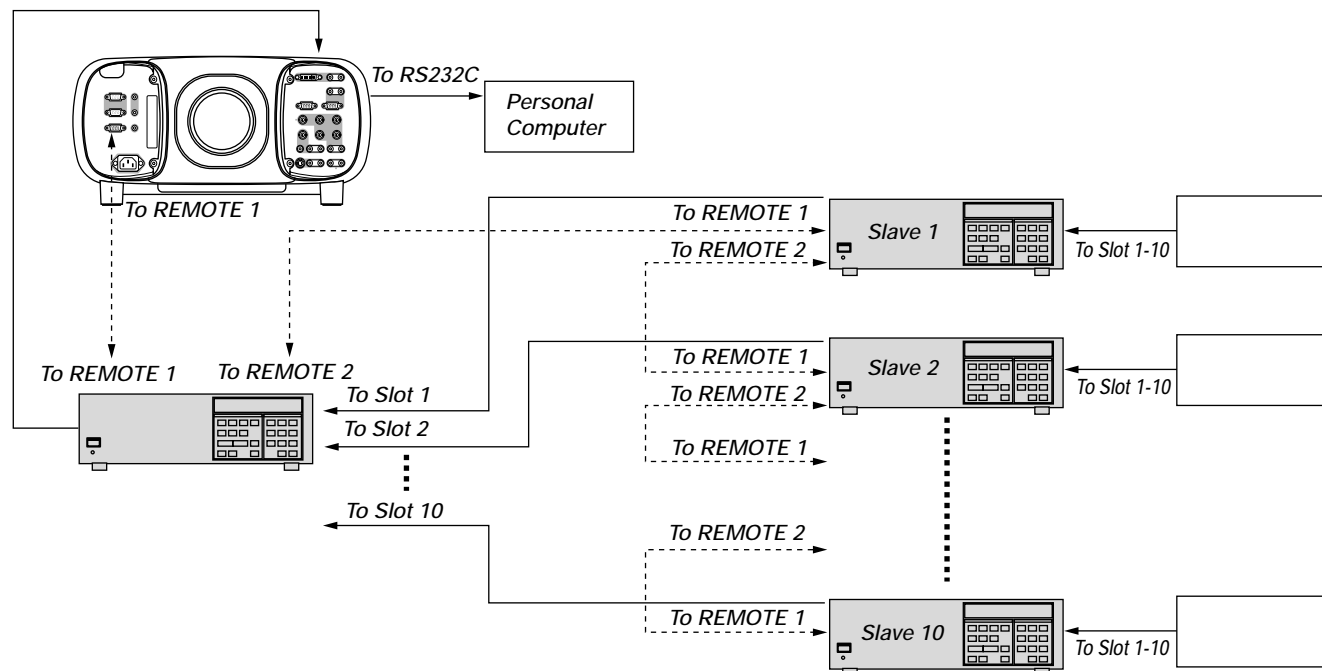 To RS232C
Personal
Computer
To REMOTE 1
To REMOTE 1
Slave 1
To Slot 1-10
To REMOTE 2
To REMOTE 1
Slave 2
To Slot 1-10
To REMOTE 1
To REMOTE 2
To Slot 1
To REMOTE 2
To Slot 2
To REMOTE 1
To Slot 10
To REMOTE 2
To REMOTE 1
Slave 10
To Slot 1-10